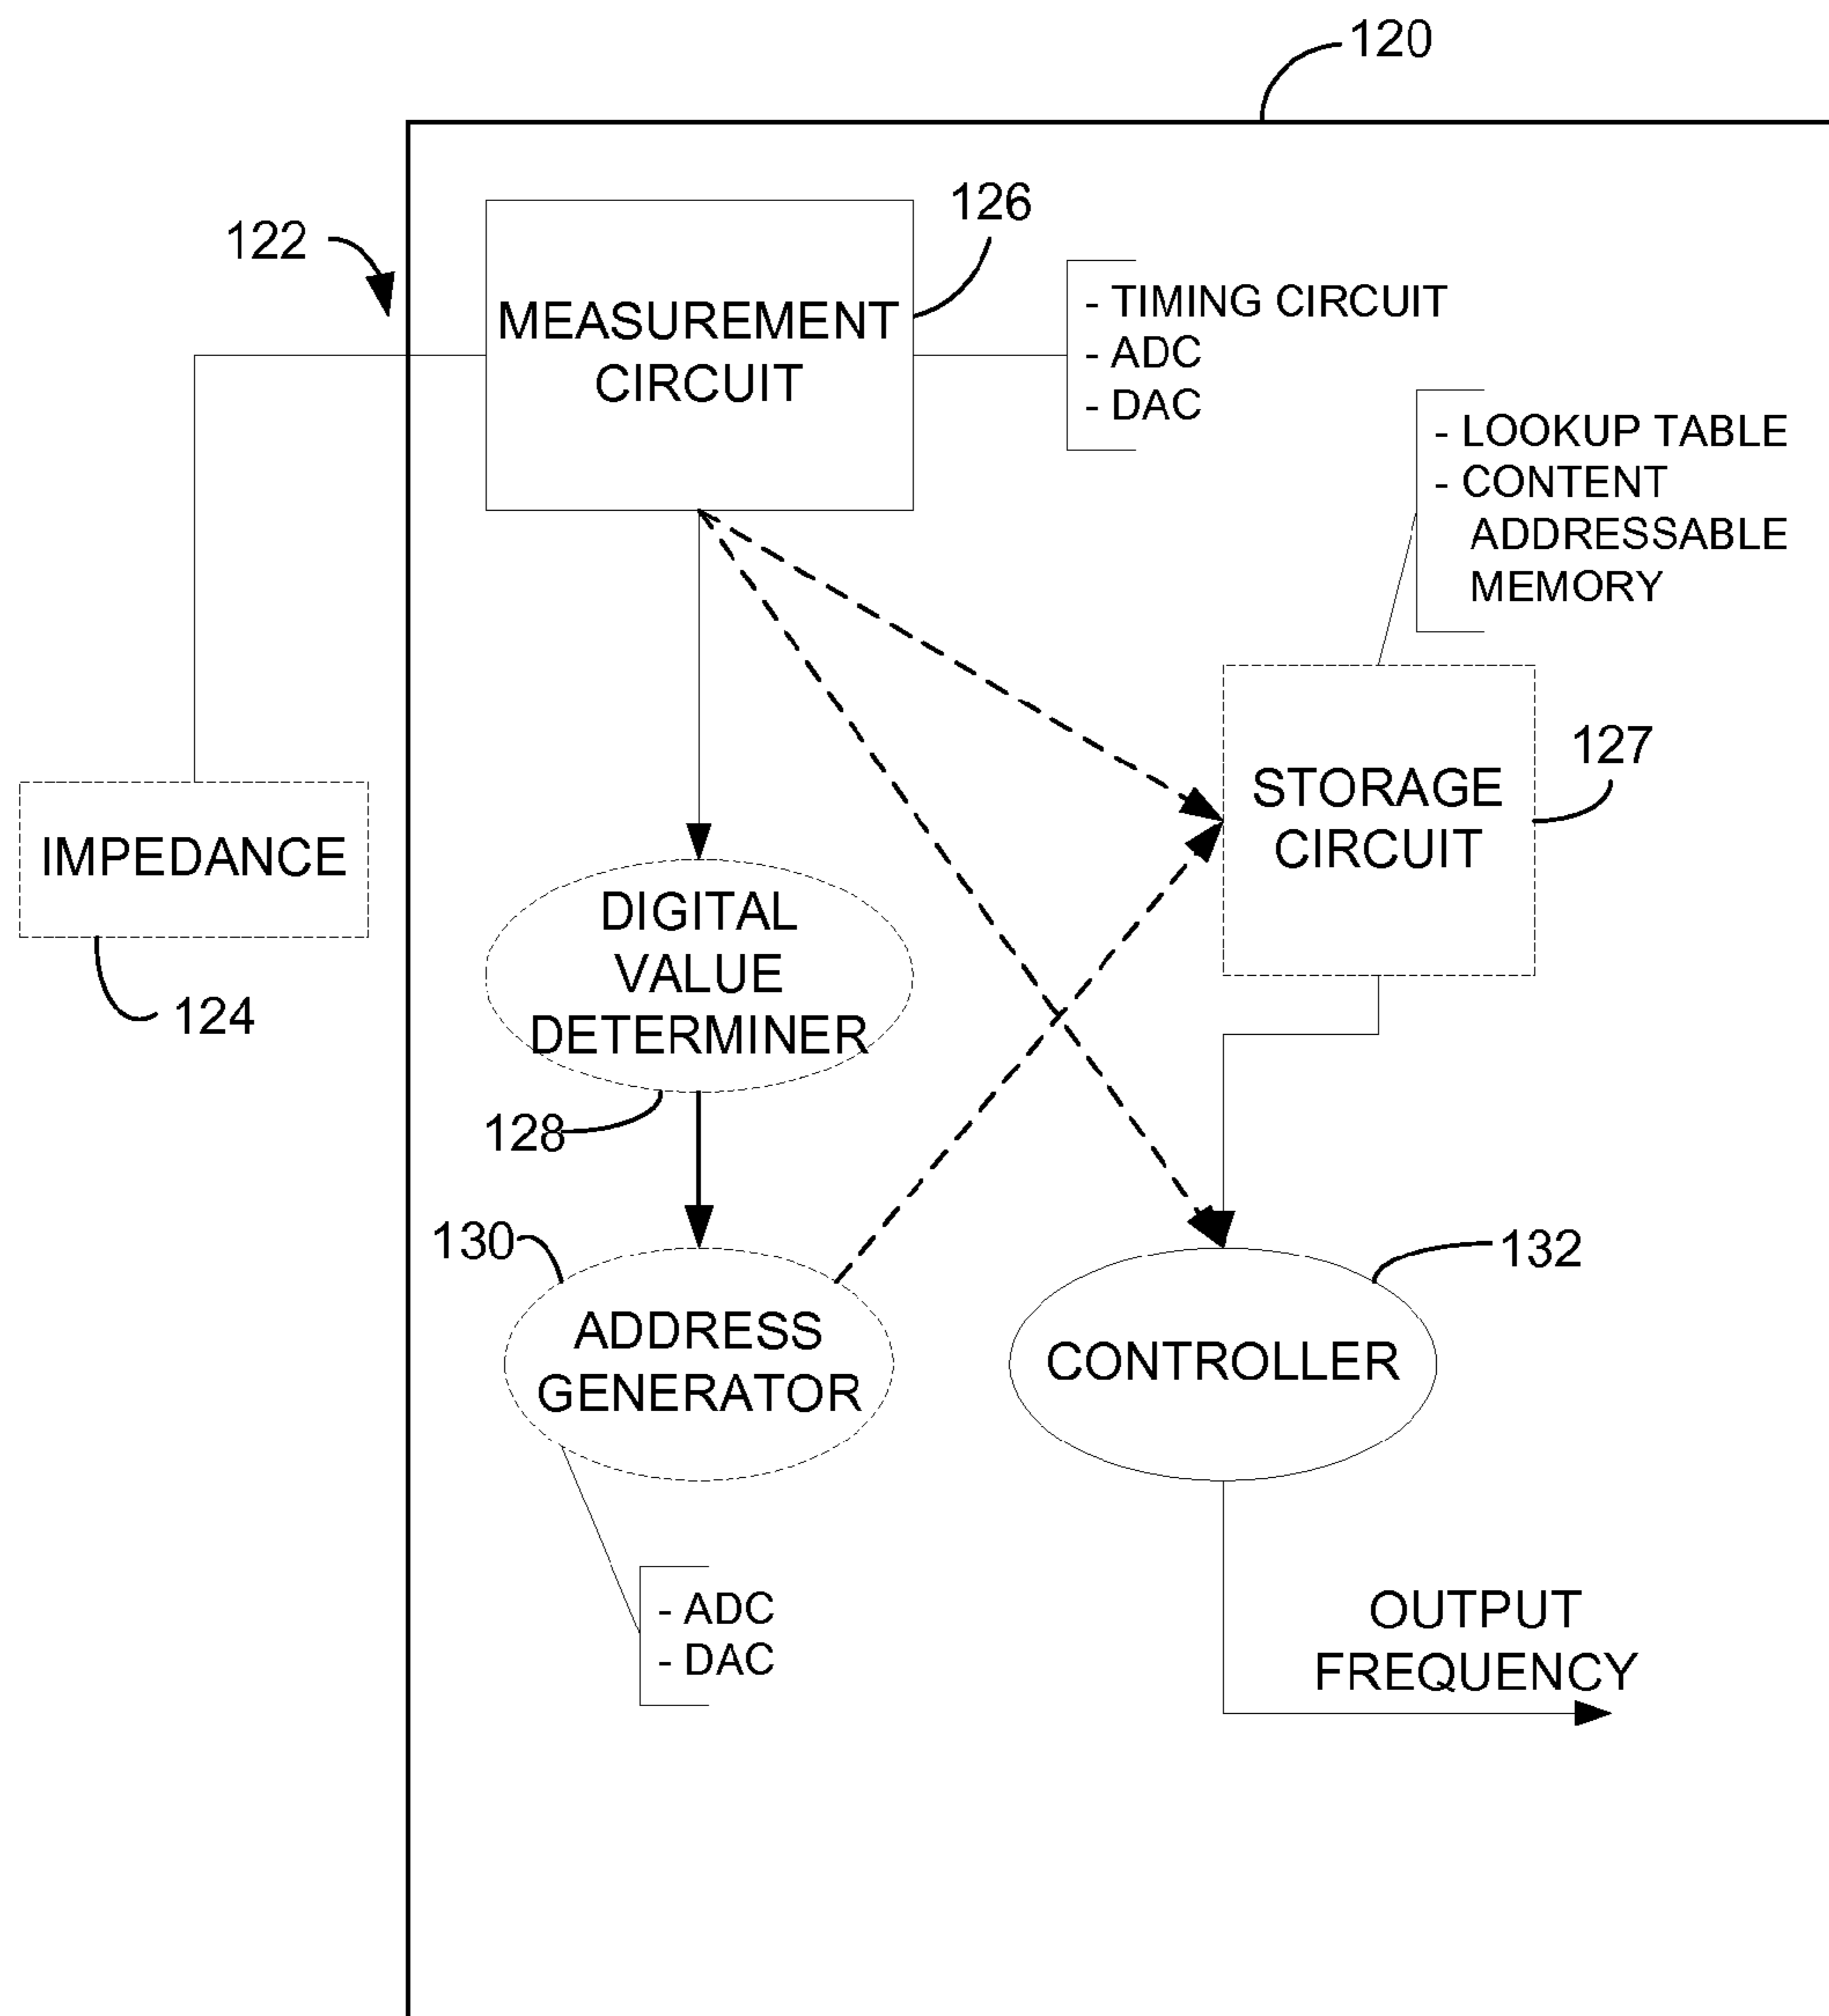 120
122
126
MEASUREMENT
CIRCUIT
- TIMING CIRCUIT
- ADC
- DAC
- LOOKUP TABLE
- CONTENT
ADDRESSABLE
MEMORY
127
STORAGE
CIRCUIT
IMPEDANCE
124
DIGITAL
VALUE
DETERMINER
128
130
ADDRESS
GENERATOR
132
CONTROLLER
- ADC
- DAC
OUTPUT
FREQUENCY